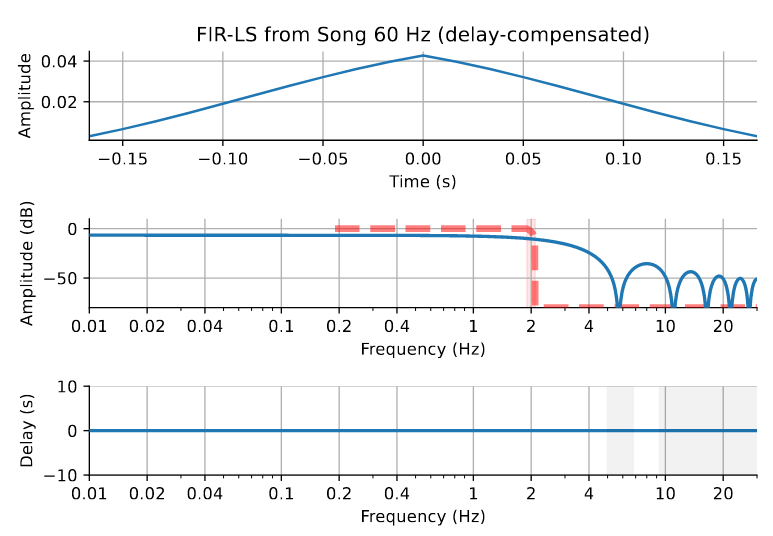 FIR-LS from Song 60 Hz (delay-compensated)
Amplitude
0.04
0.02
−0.15 −0.10 −0.05 0.00 0.05 0.10 0.15
Time (s)
Amplitude (dB)
0
−50
0.01 0.02 0.04 0.1 0.2 0.4 1 2 4 10 20
Frequency (Hz)
Delay (s)
10
0
−10
0.01 0.02 0.04 0.1 0.2 0.4 1 2 4 10 20
Frequency (Hz)